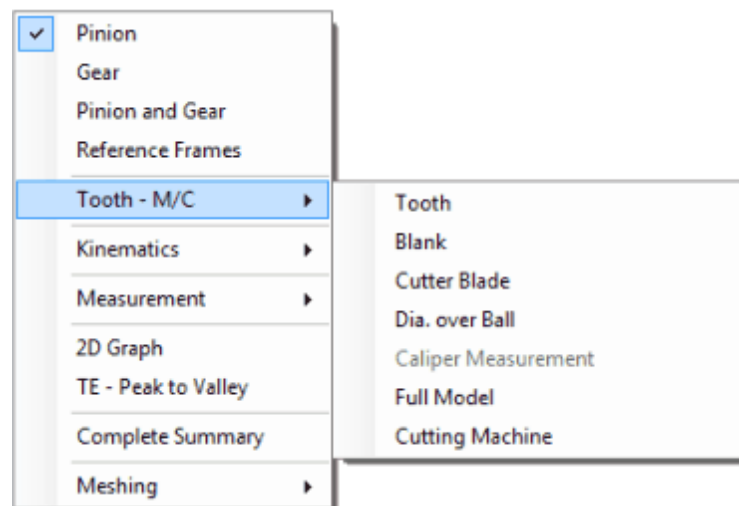 Pinion
Gear
Pinion and Gear
Reference Frames
Tooth - M/C
Kinematics
Measurement
2D Graph
TE - Peak to Valley
Complete Summary
Meshing
Tooth
Blank
Cutter Blade
Dia. over Ball
Caliper Measurement
Full Model
Cutting Machine